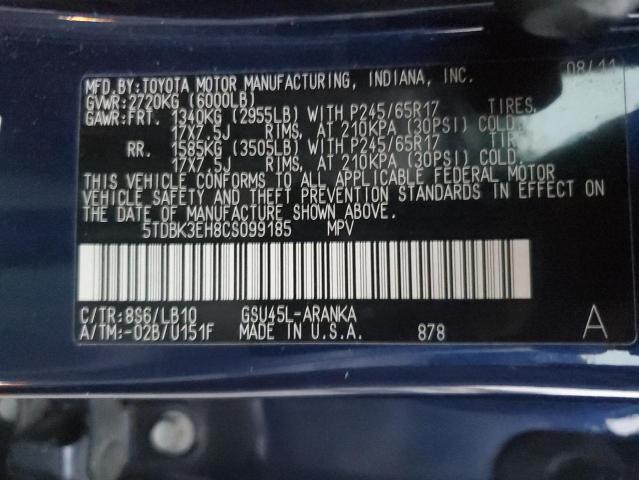 08/11
MFD.BY:TOYOTA MOTOR MANUFACTURING, INDIANA, INC.
GVWR:2720KG (6000LB)
GAWR:FRT. 1340KG (2955LB) WITH P245/65R17 TIRES,
17X7.5J RIMS, AT 210KPA (30PSI) COLD.
RR. 1585KG (3505LB) WITH P245/65R17 TIRES,
17X7.5J RIMS, AT 210KPA (30PSI) COLD.
THIS VEHICLE CONFORMS TO ALL APPLICABLE FEDERAL MOTOR
VEHICLE SAFETY AND THEFT PREVENTION STANDARDS IN EFFECT ON
THE DATE OF MANUFACTURE SHOWN ABOVE.
5TDBK3EH8CS099185 MPV
C/TR:8S6/LB10 GSU45L-ARANKA
A/TM:-02B/U151F MADE IN U.S.A. 878 A